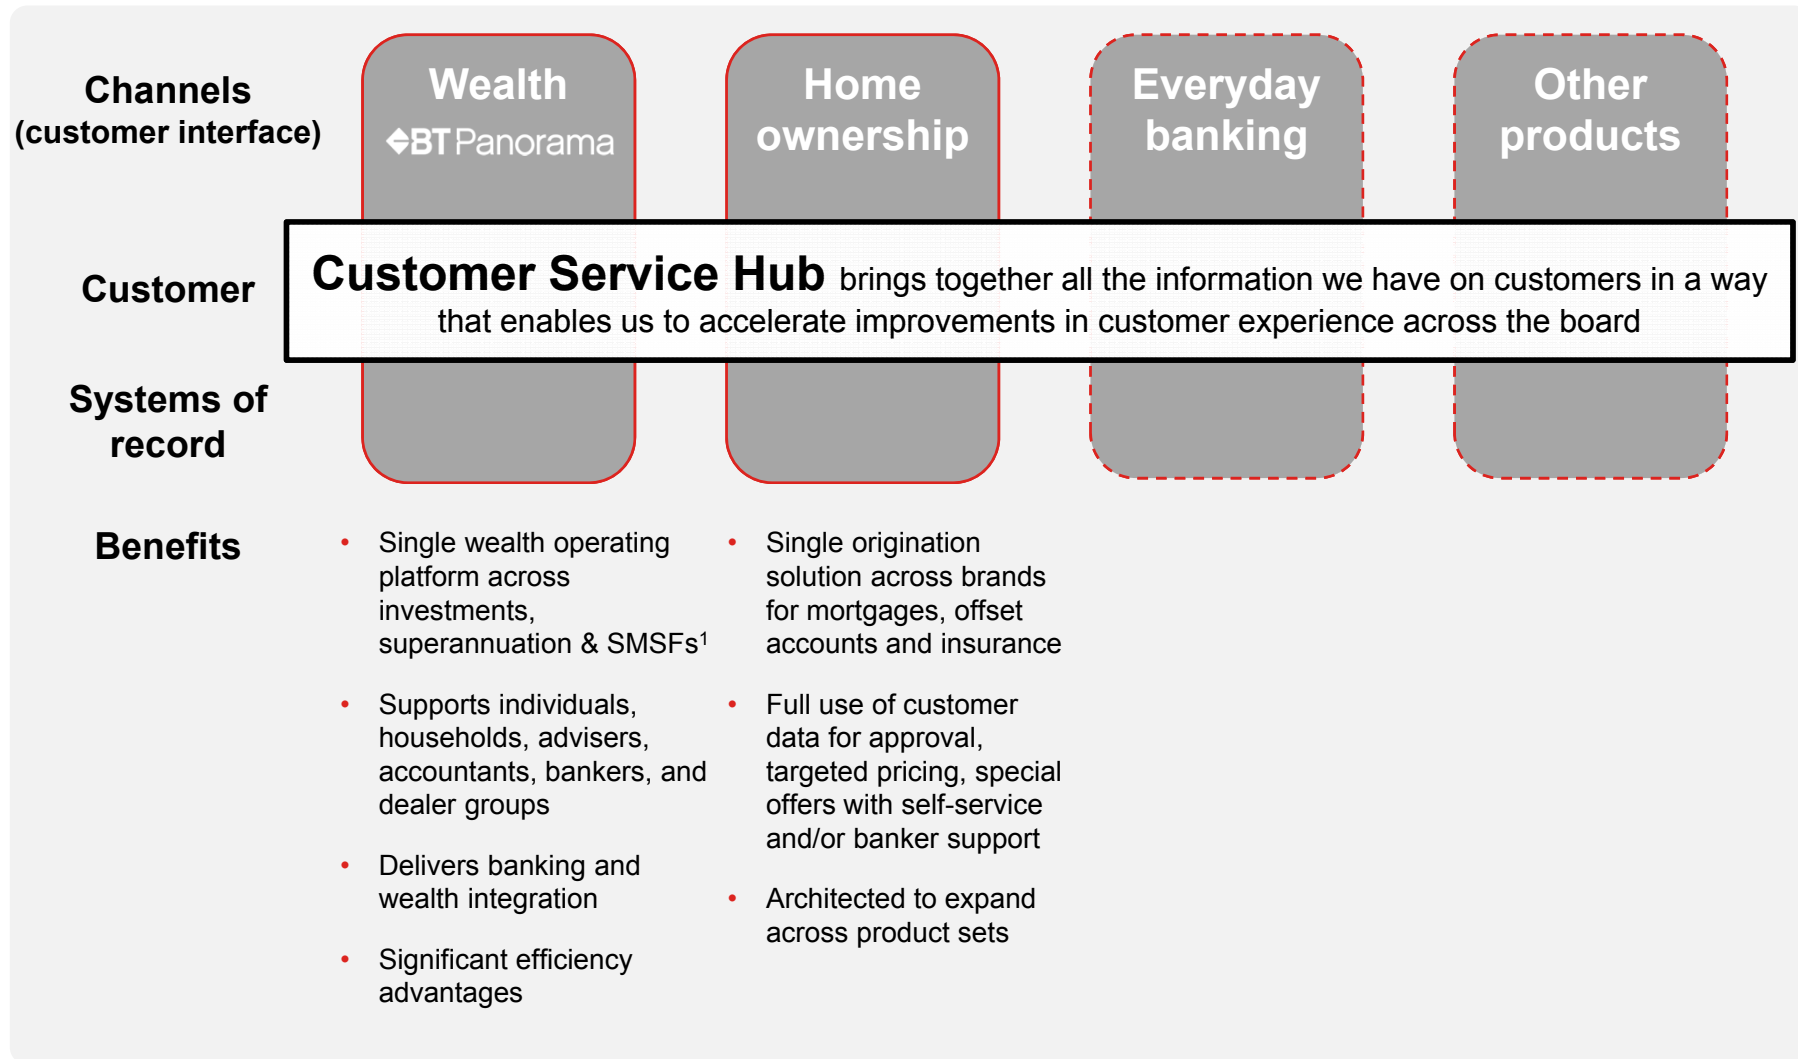 Channels
(customer interface)
Wealth
BT Panorama
Home
ownership
Everyday
banking
Other
products
Customer
Customer Service Hub brings together all the information we have on customers in a way
that enables us to accelerate improvements in customer experience across the board
Systems of
record
Benefits
• Single wealth operating
platform across
investments,
superannuation & SMSFs¹
• Supports individuals,
households, advisers,
accountants, bankers, and
dealer groups
• Delivers banking and
wealth integration
• Significant efficiency
advantages
• Single origination
solution across brands
for mortgages, offset
accounts and insurance
• Full use of customer
data for approval,
targeted pricing, special
offers with self-service
and/or banker support
• Architected to expand
across product sets